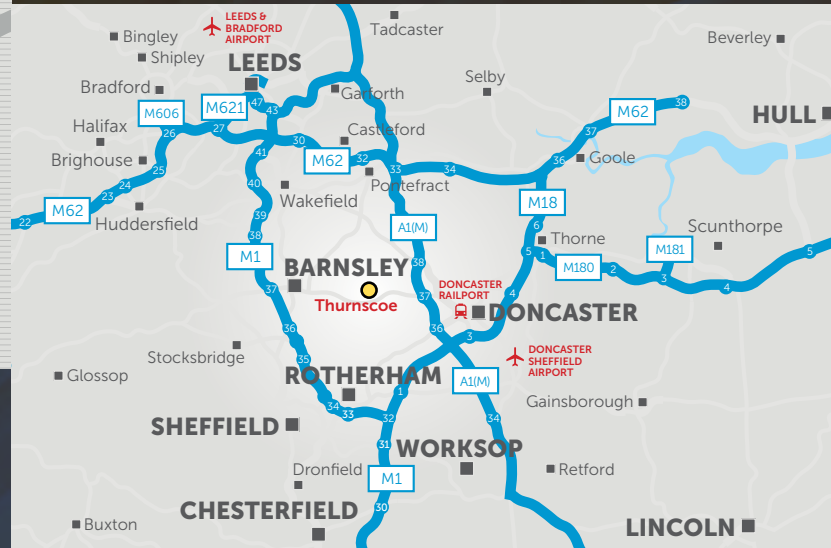 LEEDS &
BRADFORD
AIRPORT
Tadcaster
Bingley
Beverley
Shipley
LEEDS
Selby
Bradford
Garforth
M606
M621
47
43
M62
38
HULL
Halifax
26
27
Castleford
37
30
Brighouse
41
M62
32
33
34
36
Goole
25
24
40
Pontefract
23
Wakefield
M18
M62
22
Huddersfield
39
A1(M)
6
Scunthorpe
38
Thorne
M181
M1
5
1
M180
2
5
BARNSLEY
38
3
4
37
Thurnscoe
37
DONCASTER
RAILPORT
4
DONCASTER
36
36
3
Stocksbridge
35
DONCASTER
SHEFFIELD
AIRPORT
Glossop
ROTHERHAM
A1(M)
1
Gainsborough
34
33
32
34
SHEFFIELD
31
WORKSOP
Dronfield
M1
Retford
CHESTERFIELD
30
Buxton
LINCOLN